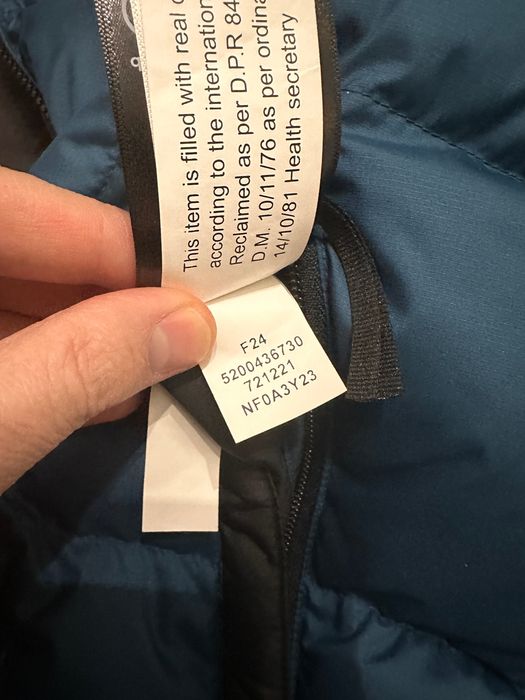 This item is filled with real
according to the internation
Reclaimed as per D.P.R 84
D.M. 10/11/76 as per ordina
14/10/81 Health secretary
F24
5200436730
721221
NF0A3Y23